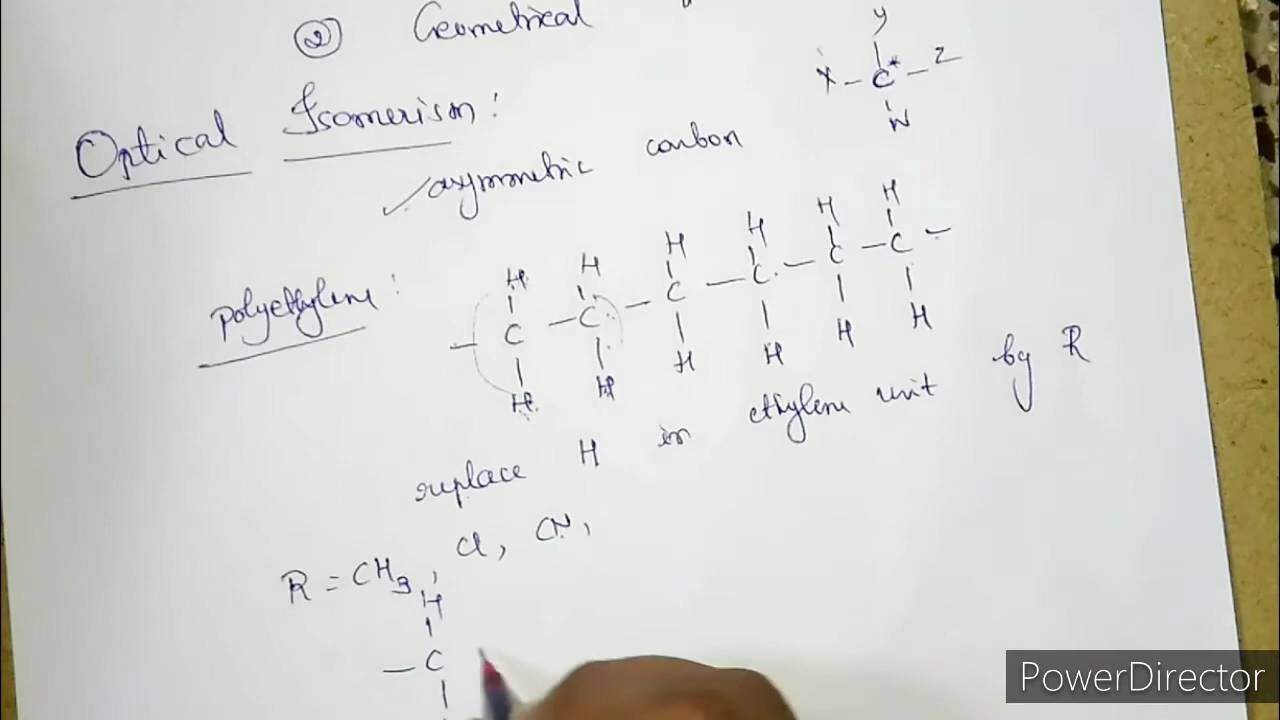 ② Geometrical
Optical Isomerism :
y
X - C* - Z
W
✓ asymmetric carbon
polyethylene :
H H H H H H
- C - C - C - C - C - C -
H H H H H H
replace H in ethylene unit by R
R = CH3, Cl, CN,
H
- C
PowerDirector